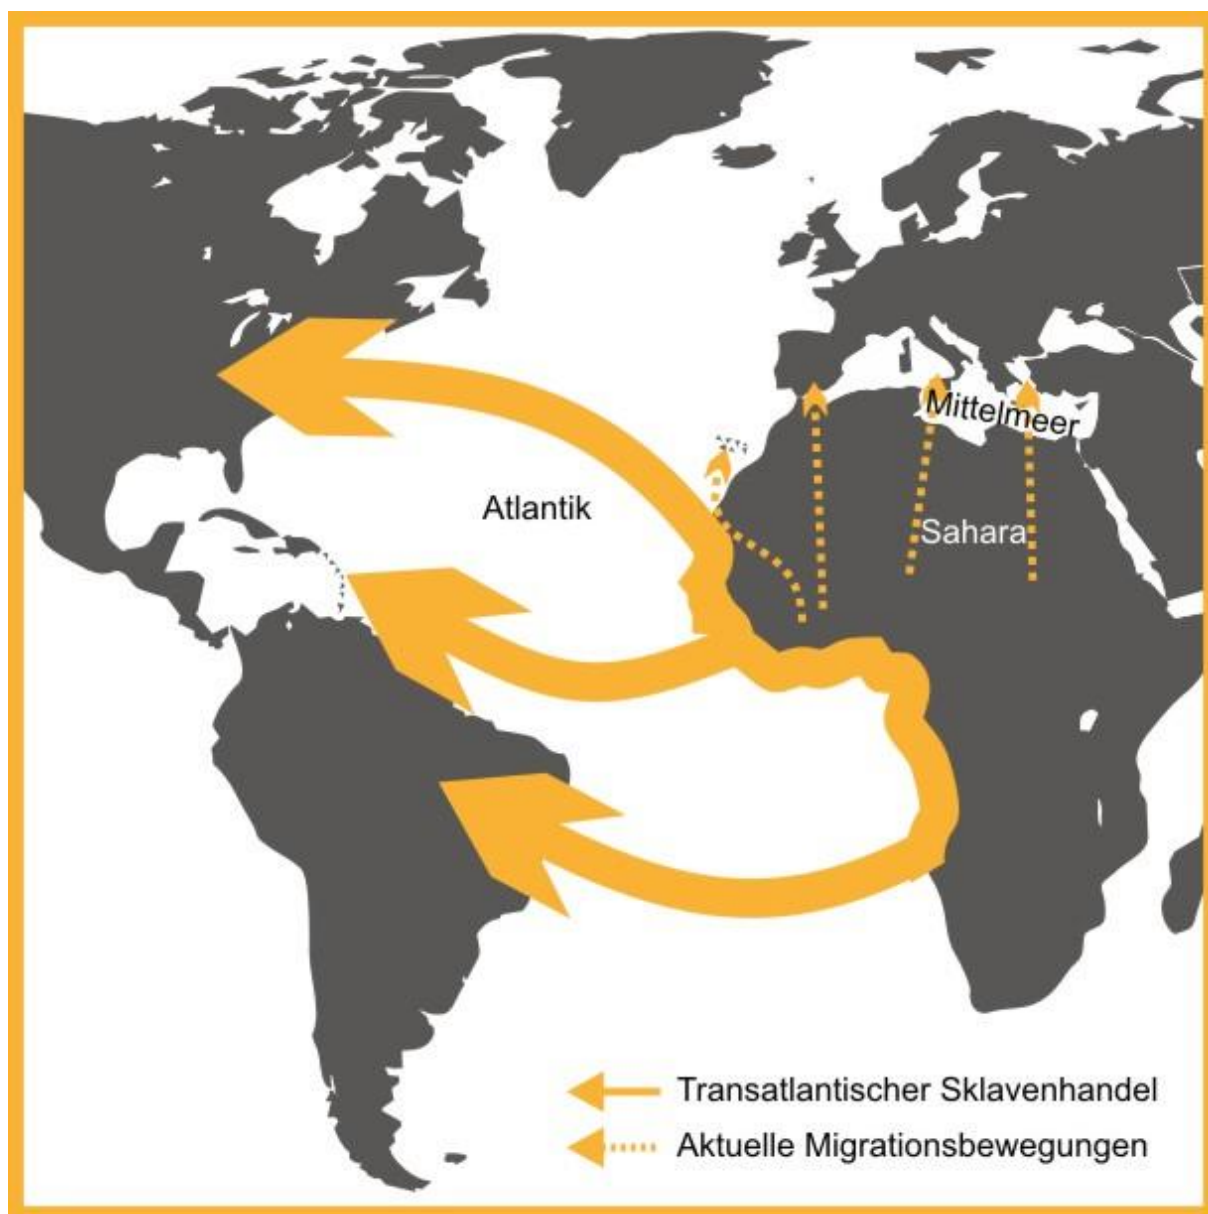 Mittelmeer
Atlantik
Sahara
Transatlantischer Sklavenhandel
Aktuelle Migrationsbewegungen